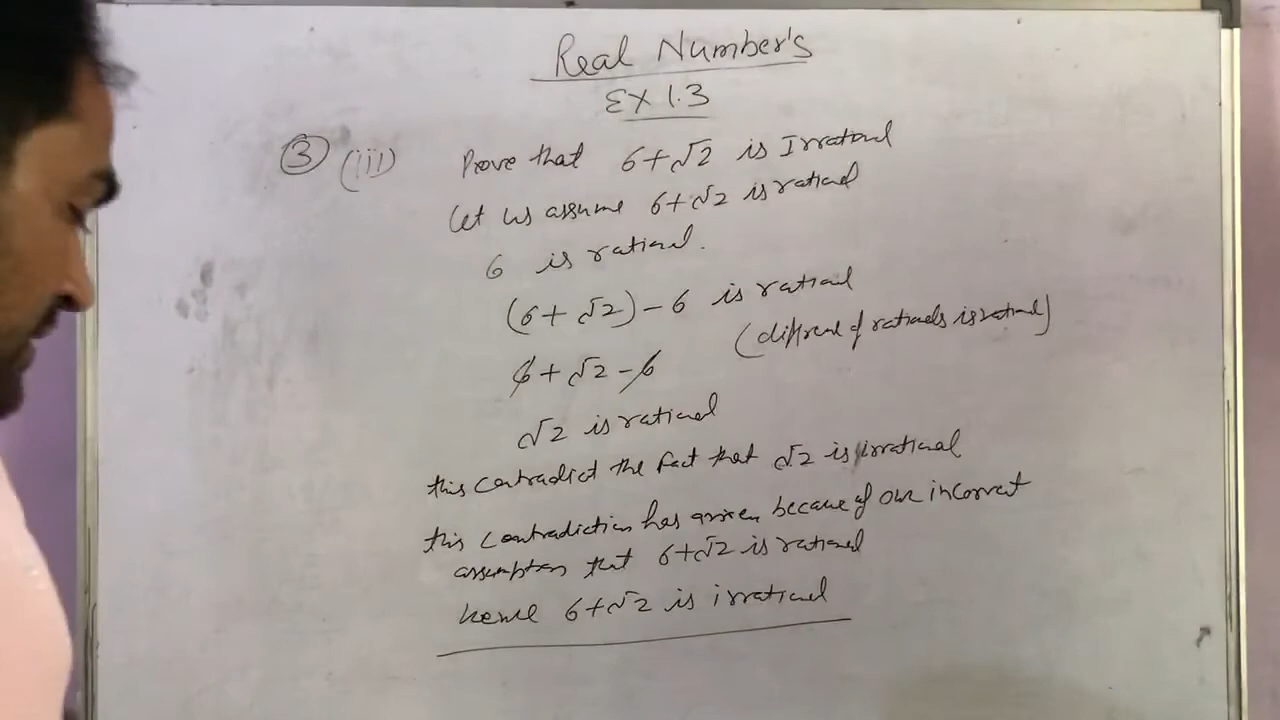 Real Number's
EX 1.3
③ (iii) Prove that 6+√2 is Irrational
let us assume 6+√2 is rational
6 is rational.
(6+√2)-6 is rational
(different of rationals is rational)
6+√2-6
√2 is rational
this contradict the fact that √2 is irrational
this contradiction has arisen because of our incorrect
assumption that 6+√2 is rational
hence 6+√2 is irrational